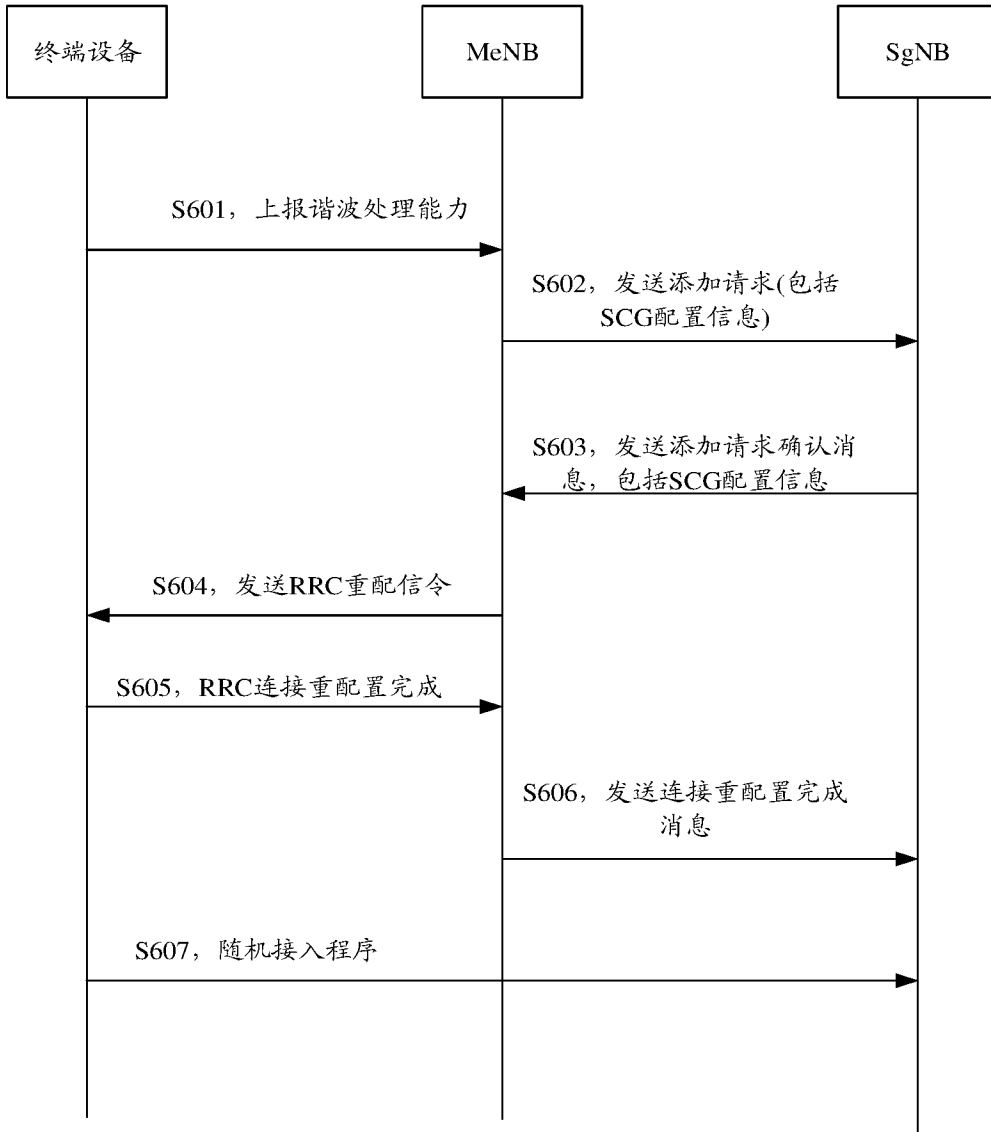 终端设备
MeNB
SgNB
S601，上报谐波处理能力
S602，发送添加请求(包括
SCG配置信息)
S603，发送添加请求确认消
息，包括SCG配置信息
S604，发送RRC重配信令
S605，RRC连接重配置完成
S606，发送连接重配置完成
消息
S607，随机接入程序